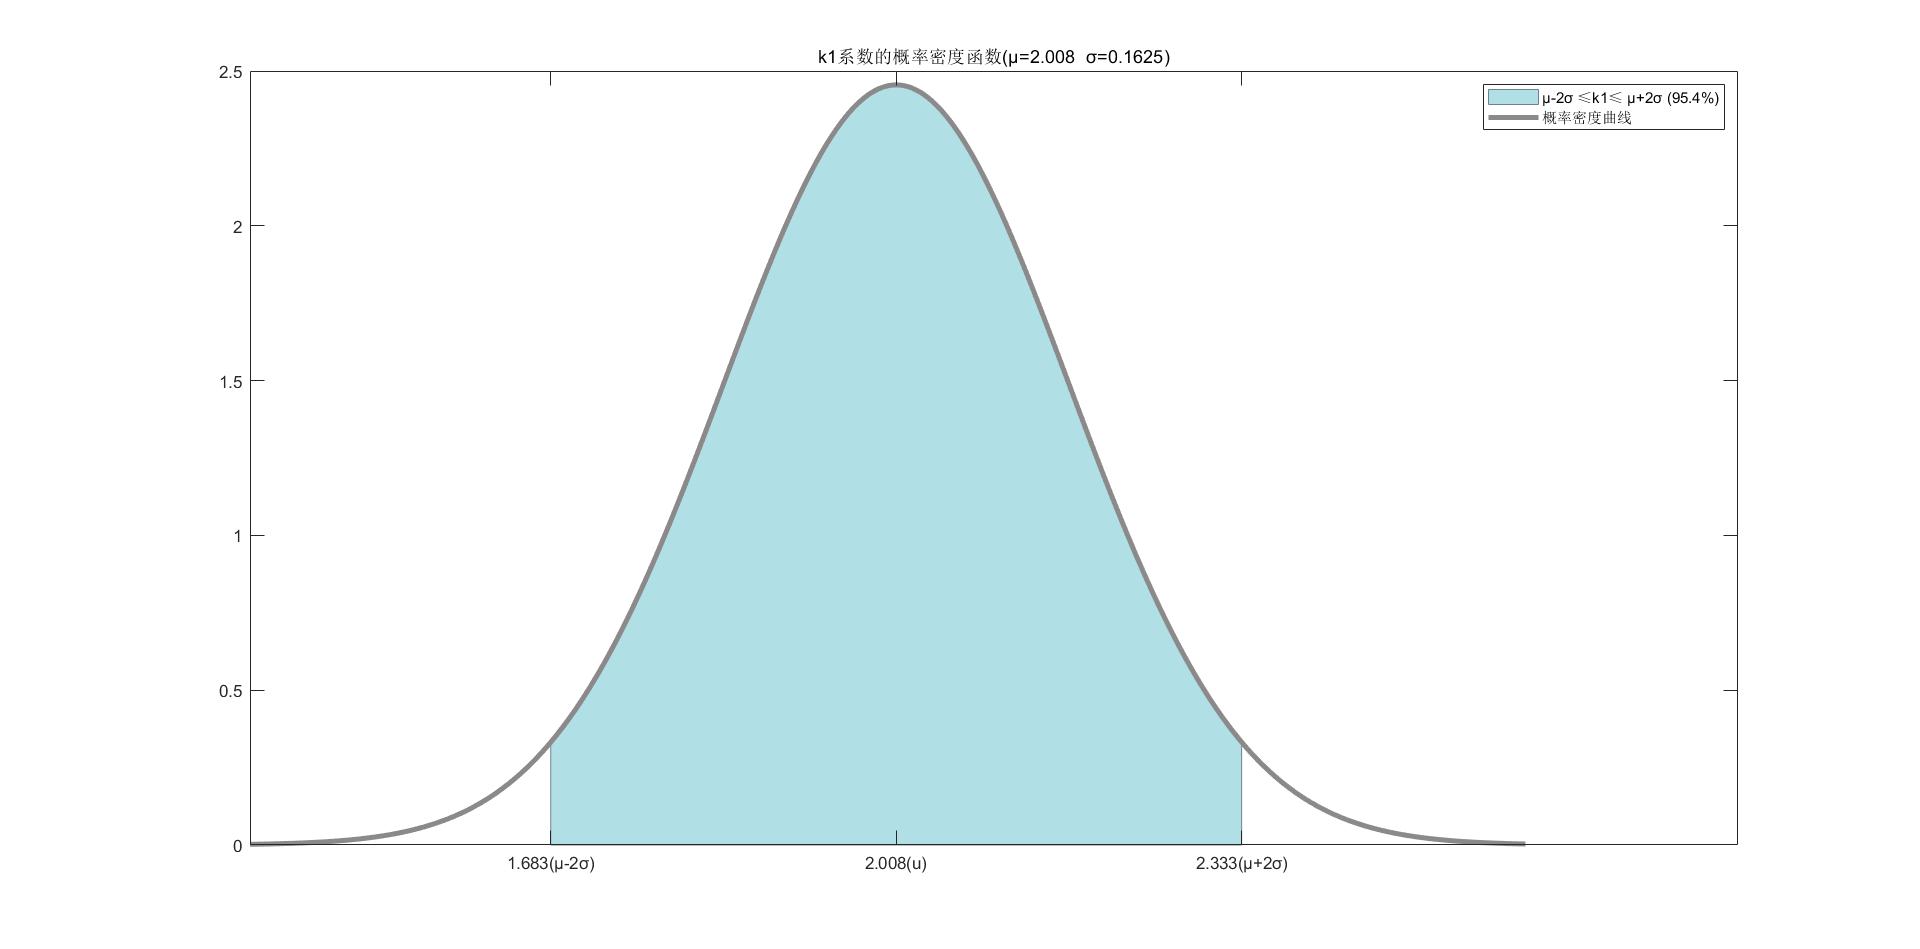 k1系数的概率密度函数(μ=2.008  σ=0.1625)
2.5
μ-2σ ≤k1≤ μ+2σ (95.4%)
概率密度曲线
2
1.5
1
0.5
0
1.683(μ-2σ)
2.008(u)
2.333(μ+2σ)